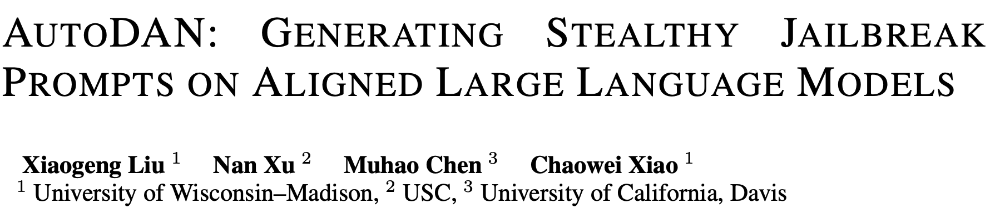 AUTODAN: GENERATING STEALTHY JAILBREAK
PROMPTS ON ALIGNED LARGE LANGUAGE MODELS
Xiaogeng Liu ¹ Nan Xu ² Muhao Chen ³ Chaowei Xiao ¹
¹ University of Wisconsin–Madison, ² USC, ³ University of California, Davis